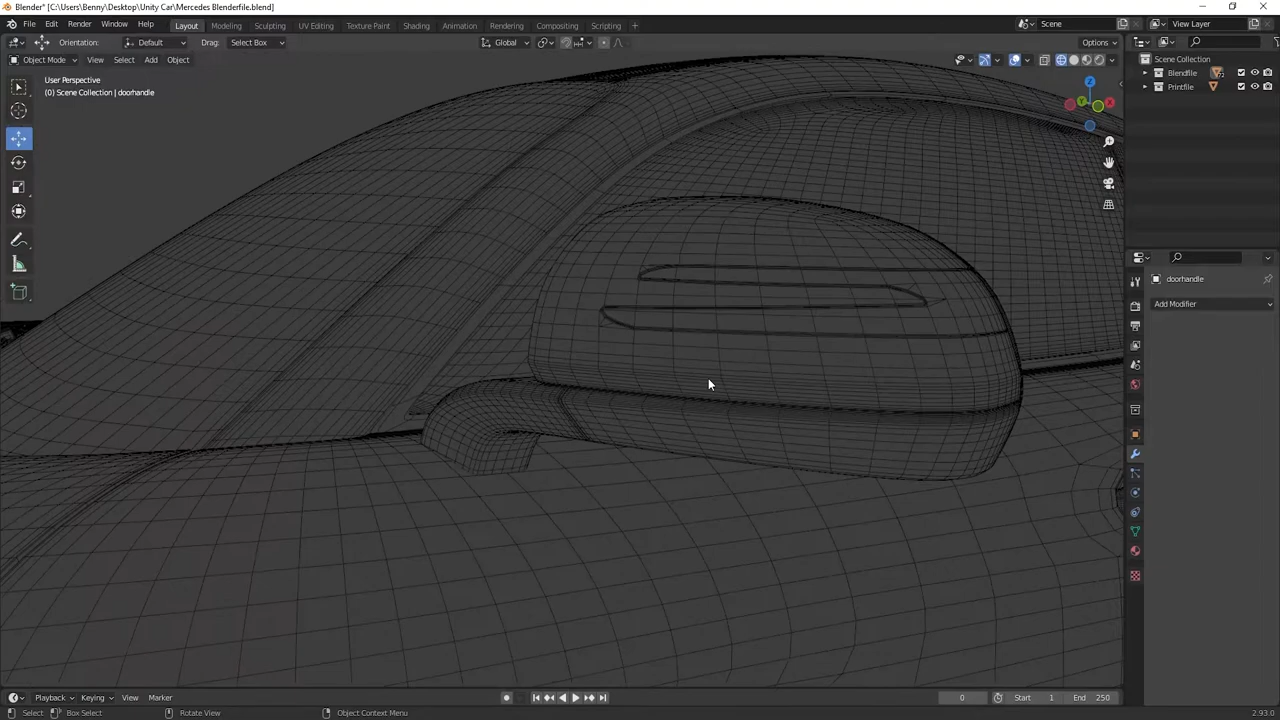 Blender* [C:\Users\Benny\Desktop\Unity Car\Mercedes Blenderfile.blend]
File Edit Render Window Help Layout Modeling Sculpting UV Editing Texture Paint Shading Animation Rendering Compositing Scripting + Scene View Layer
Orientation: Default Drag: Select Box Global Options
Object Mode View Select Add Object
User Perspective
(0) Scene Collection | doorhandle
Scene Collection
Blendfile
Printfile
Z
Y
X
doorhandle
Add Modifier
Playback Keying View Marker 0 Start 1 End 250
Select Box Select Rotate View Object Context Menu 2.93.0